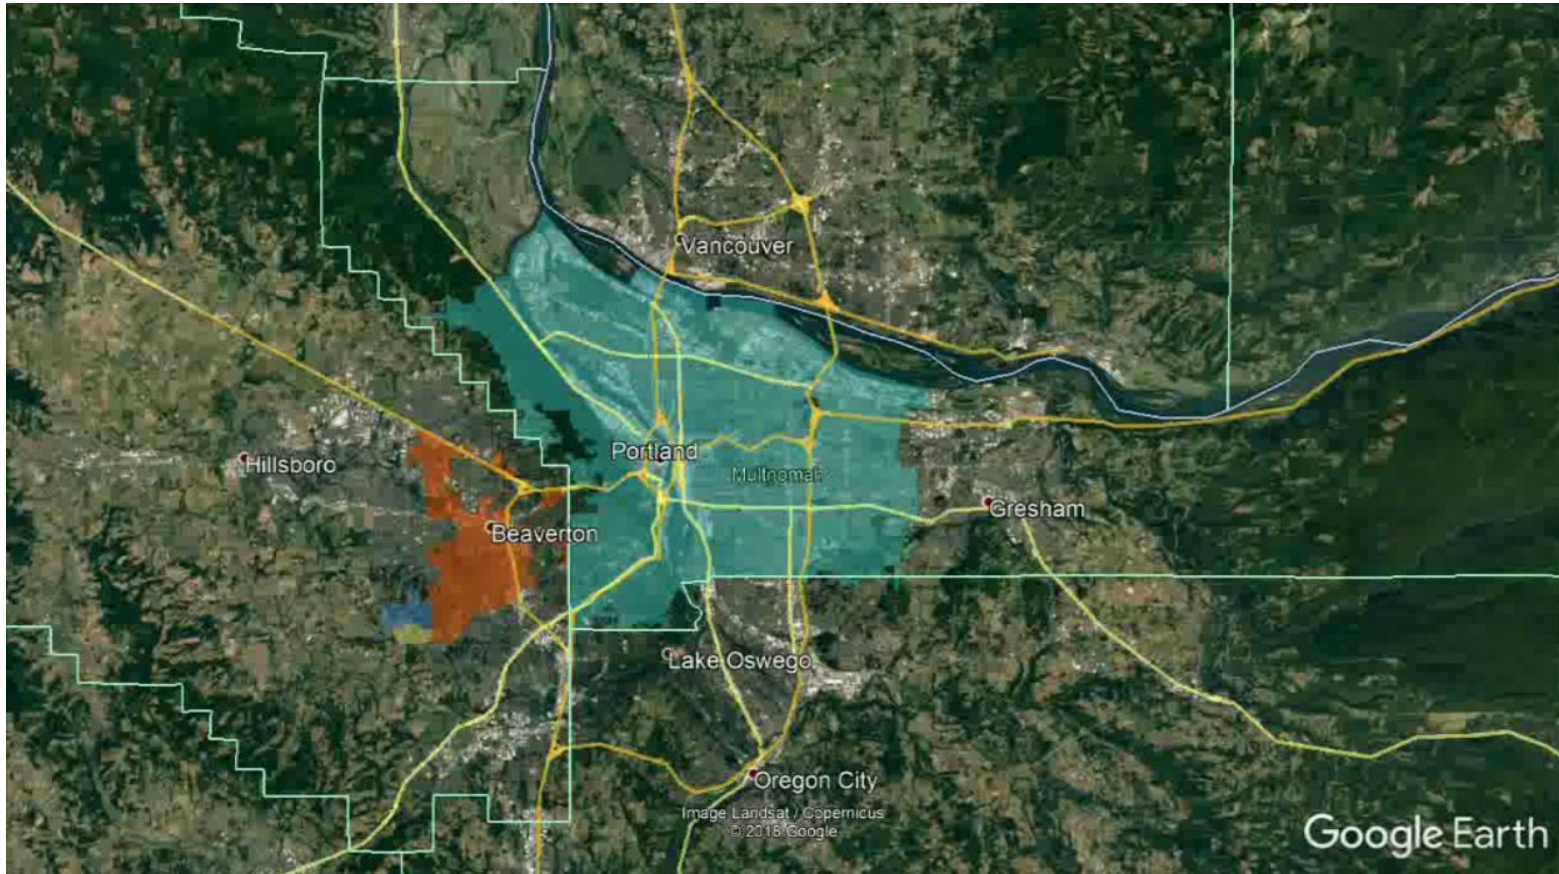 Vancouver
Portland
Hillsboro
Multnomah
Gresham
Beaverton
Lake Oswego
Oregon City
Image Landsat / Copernicus
© 2018 Google
Google Earth